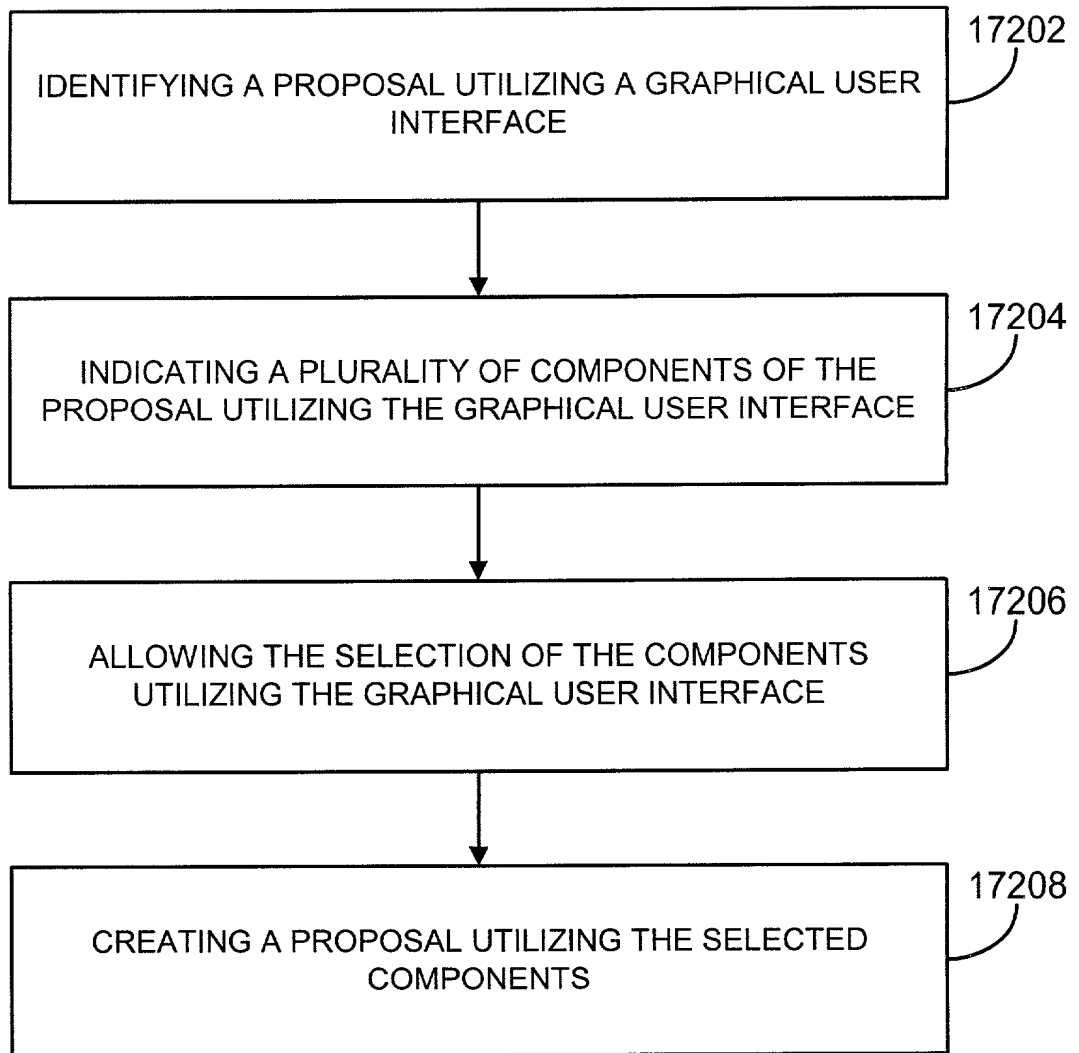 17202
IDENTIFYING A PROPOSAL UTILIZING A GRAPHICAL USER
INTERFACE
17204
INDICATING A PLURALITY OF COMPONENTS OF THE
PROPOSAL UTILIZING THE GRAPHICAL USER INTERFACE
17206
ALLOWING THE SELECTION OF THE COMPONENTS
UTILIZING THE GRAPHICAL USER INTERFACE
17208
CREATING A PROPOSAL UTILIZING THE SELECTED
COMPONENTS